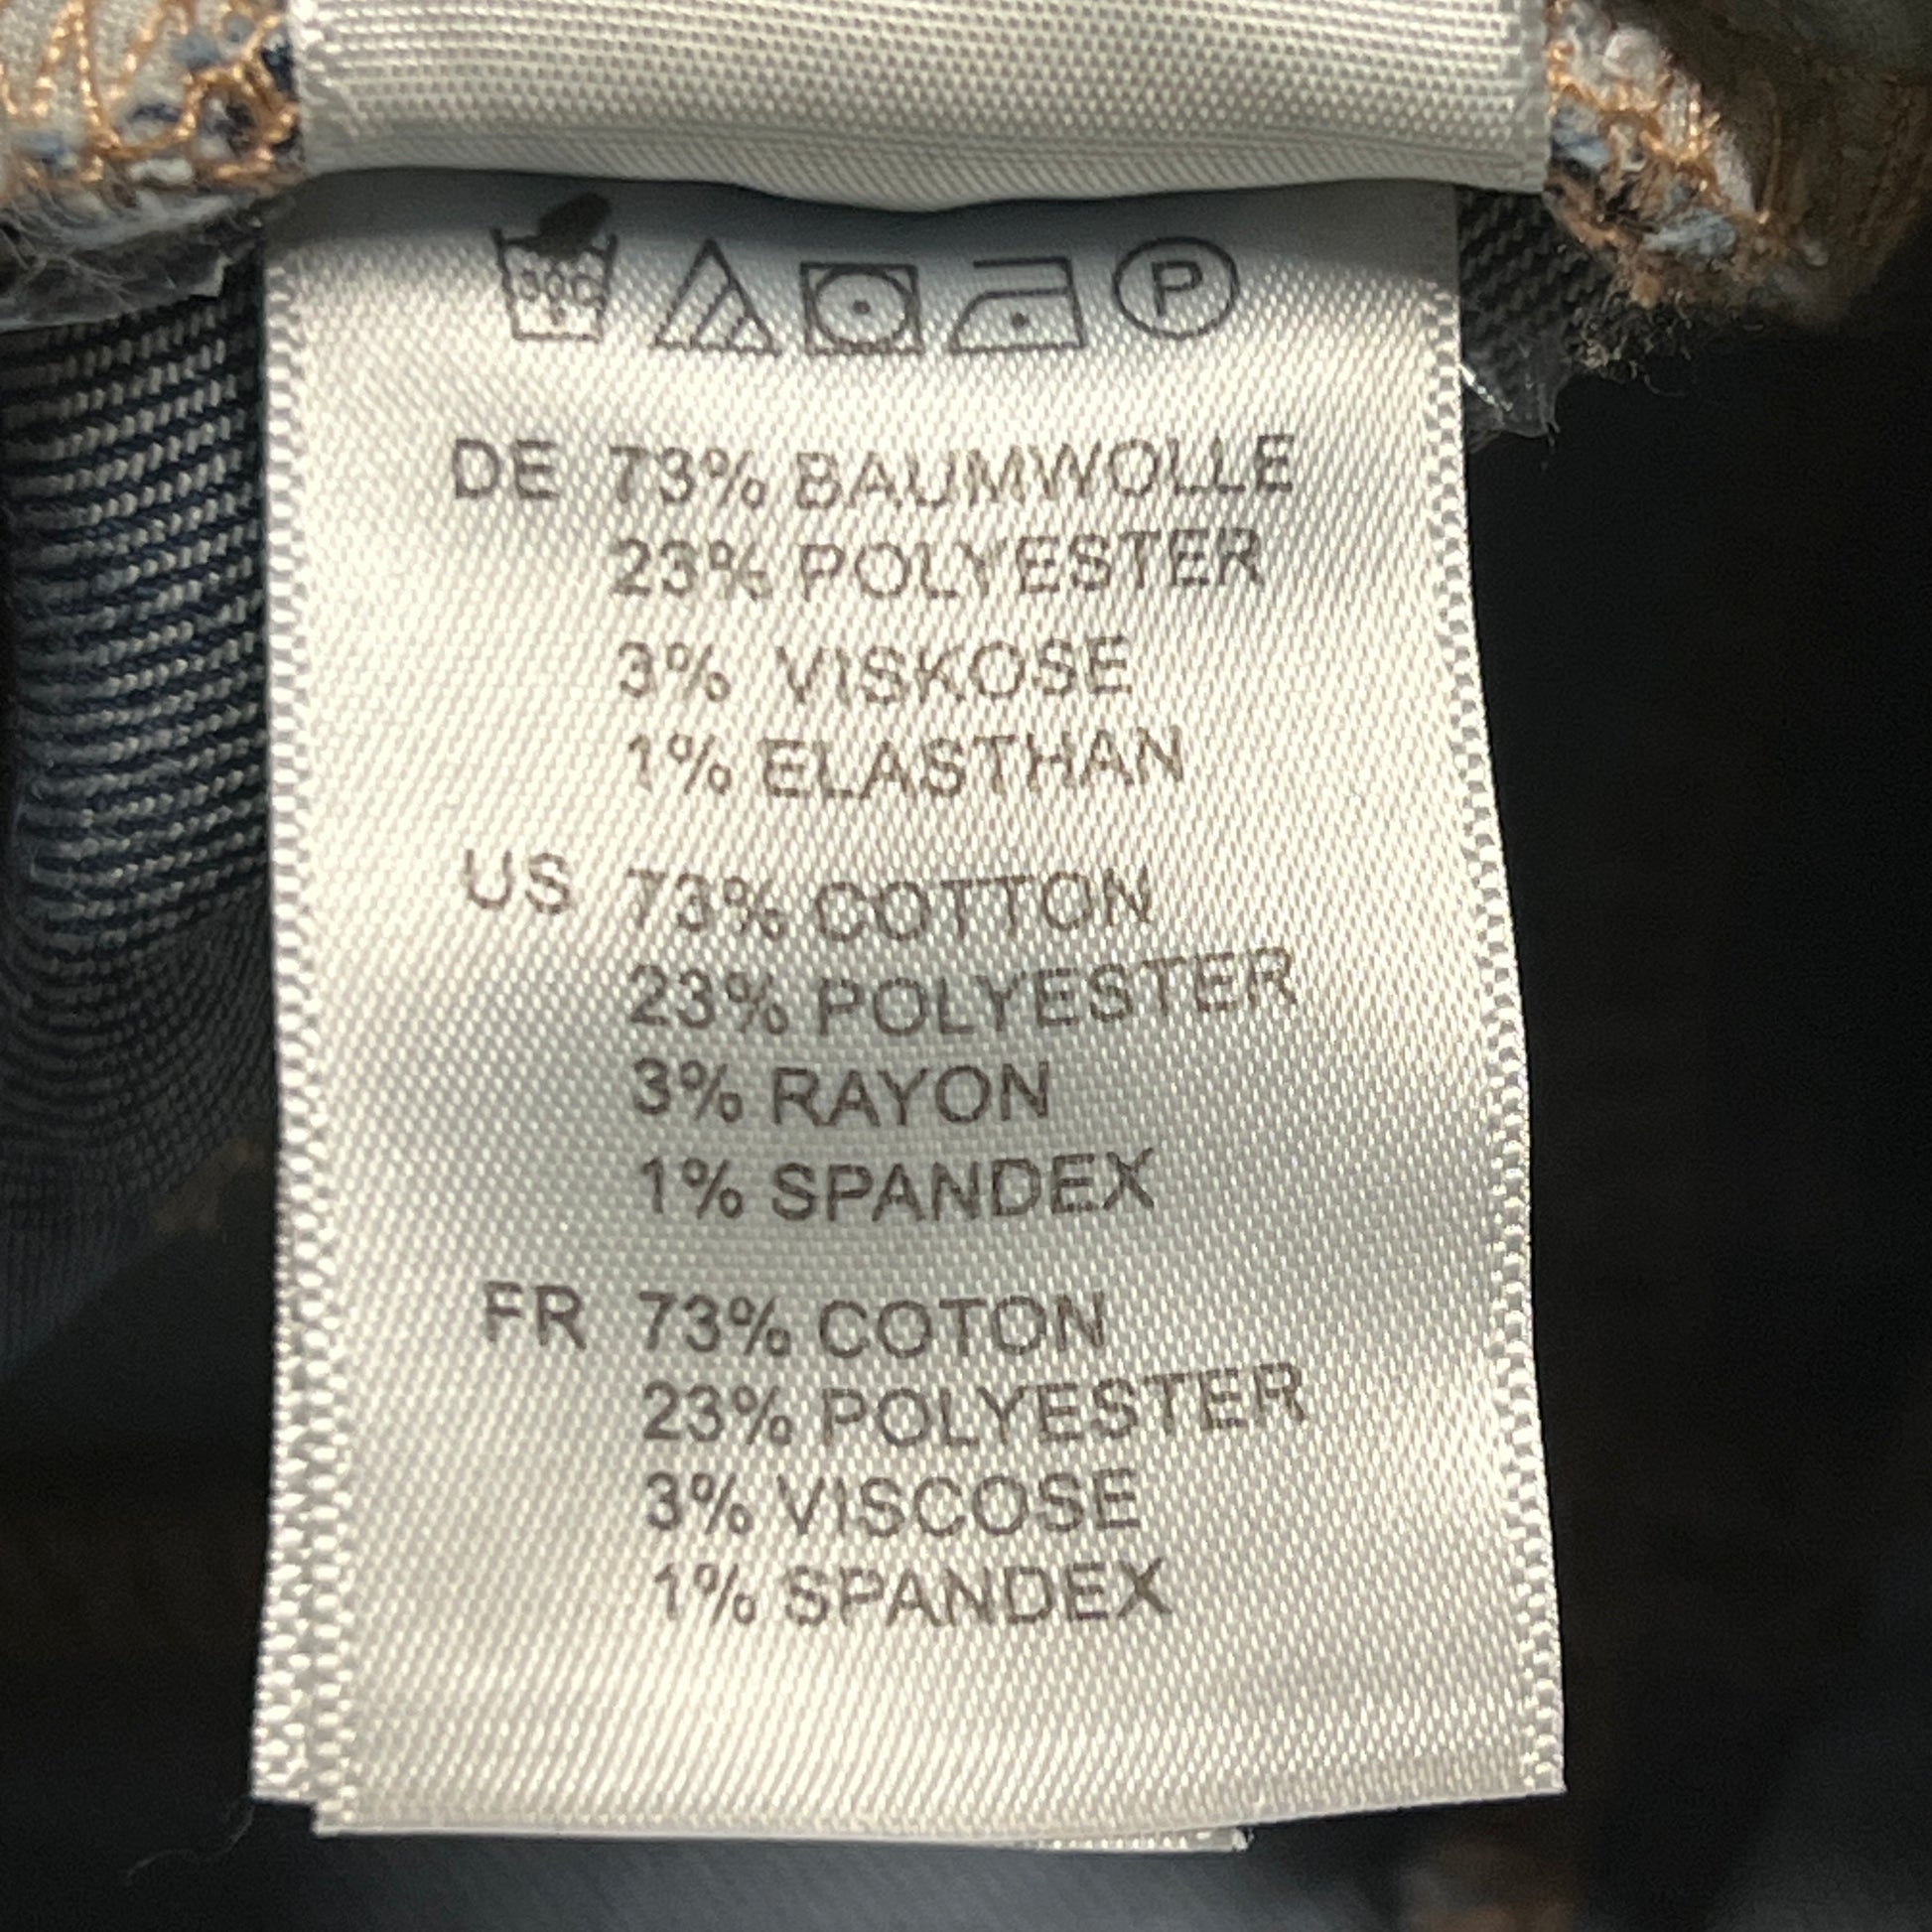 30C
P
DE 73% BAUMWOLLE
23% POLYESTER
3% VISKOSE
1% ELASTHAN
US 73% COTTON
23% POLYESTER
3% RAYON
1% SPANDEX
FR 73% COTON
23% POLYESTER
3% VISCOSE
1% SPANDEX